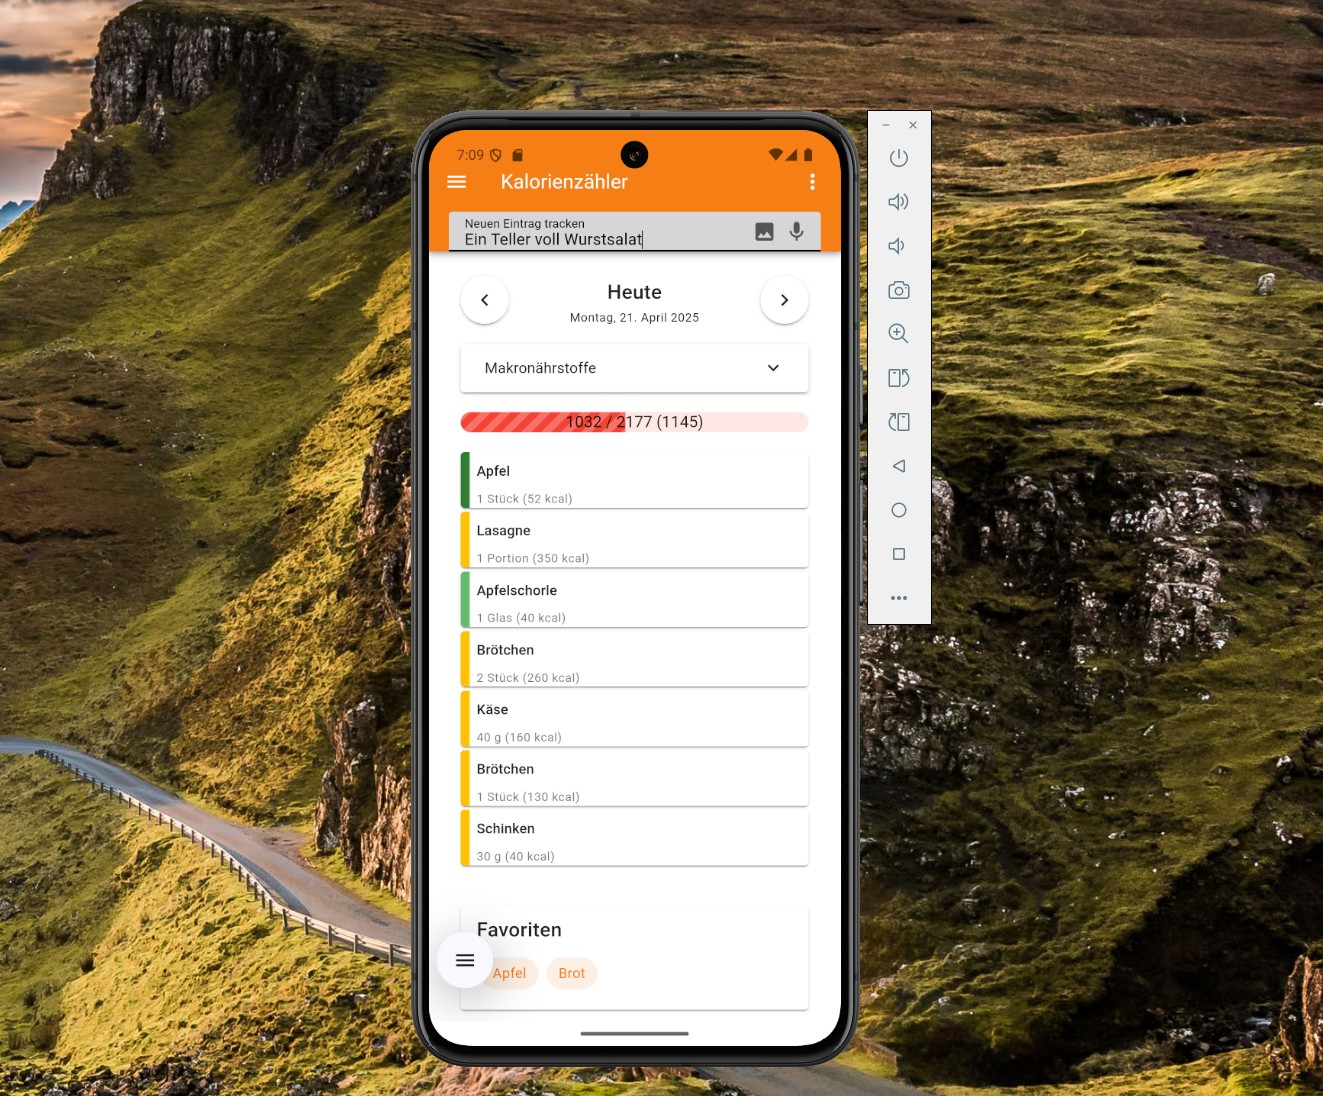 7:09
Kalorienzähler
Neuen Eintrag tracken
Ein Teller voll Wurstsalat
Heute
Montag, 21. April 2025
Makronährstoffe
1032 / 2177 (1145)
Apfel
1 Stück (52 kcal)
Lasagne
1 Portion (350 kcal)
Apfelschorle
1 Glas (40 kcal)
Brötchen
2 Stück (260 kcal)
Käse
40 g (160 kcal)
Brötchen
1 Stück (130 kcal)
Schinken
30 g (40 kcal)
Favoriten
Apfel
Brot